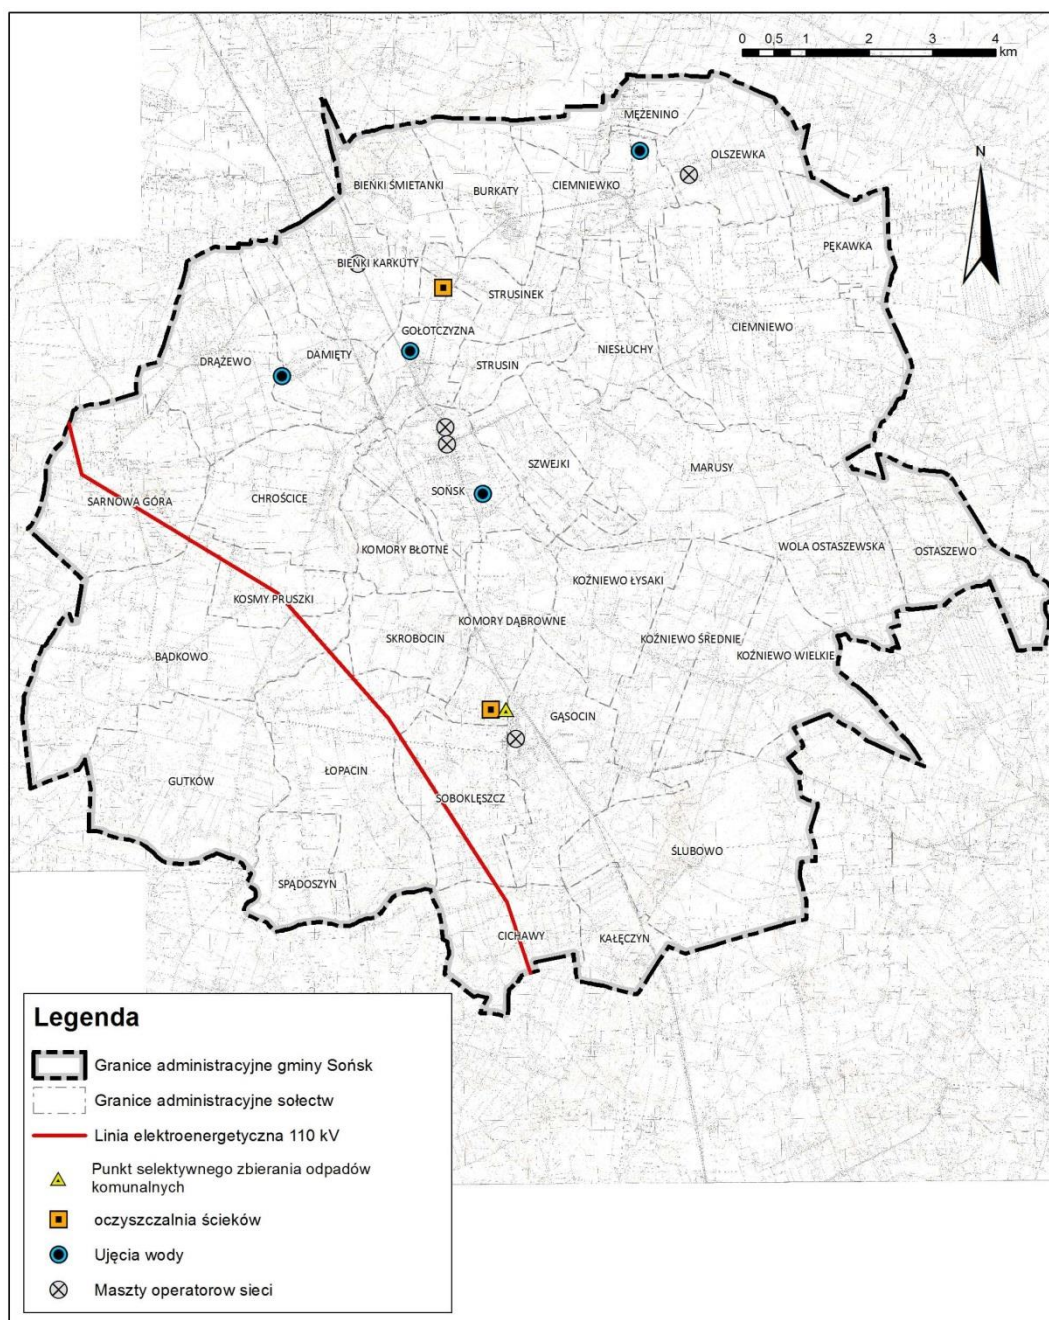 0 0,5 1 2 3 4
km
MĘŻENINO
N
OLSZEWKA
BIEŃKI ŚMIETANKI
BURKATY
CIEMNIEWKO
PĘKAWKA
BIEŃKI KARKUTY
STRUSINEK
CIEMNIEWO
GOŁOTCZYZNA
NIESŁUCHY
DRĄŻEWO
DAMIĘTY
STRUSIN
SZWEJKI
MARUSY
SARNOWA GÓRA
CHROŚCICE
SOŃSK
KOMORY BŁOTNE
WOLA OSTASZEWSKA
OSTASZEWO
KOŹNIEWO ŁYSAKI
KOSMY PRUSZKI
KOMORY DĄBROWNE
SKROBOCIN
KOŹNIEWO ŚREDNIE
BĄDKOWO
KOŹNIEWO WIELKIE
GĄSOCIN
ŁOPACIN
GUTKÓW
SOBOKLĘSZCZ
ŚLUBOWO
SPĄDOSZYN
CICHAWY
KAŁĘCZYN
Legenda
Granice administracyjne gminy Sońsk
Granice administracyjne sołectw
Linia elektroenergetyczna 110 kV
Punkt selektywnego zbierania odpadów
komunalnych
oczyszczalnia ścieków
Ujęcia wody
Maszty operatorow sieci